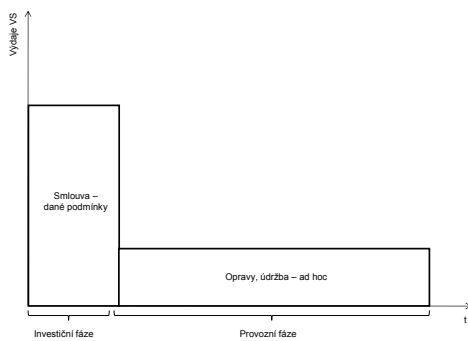 Výdaje VS
Smlouva –
dané podmínky
Opravy, údržba – ad hoc
t
Investiční fáze
Provozní fáze